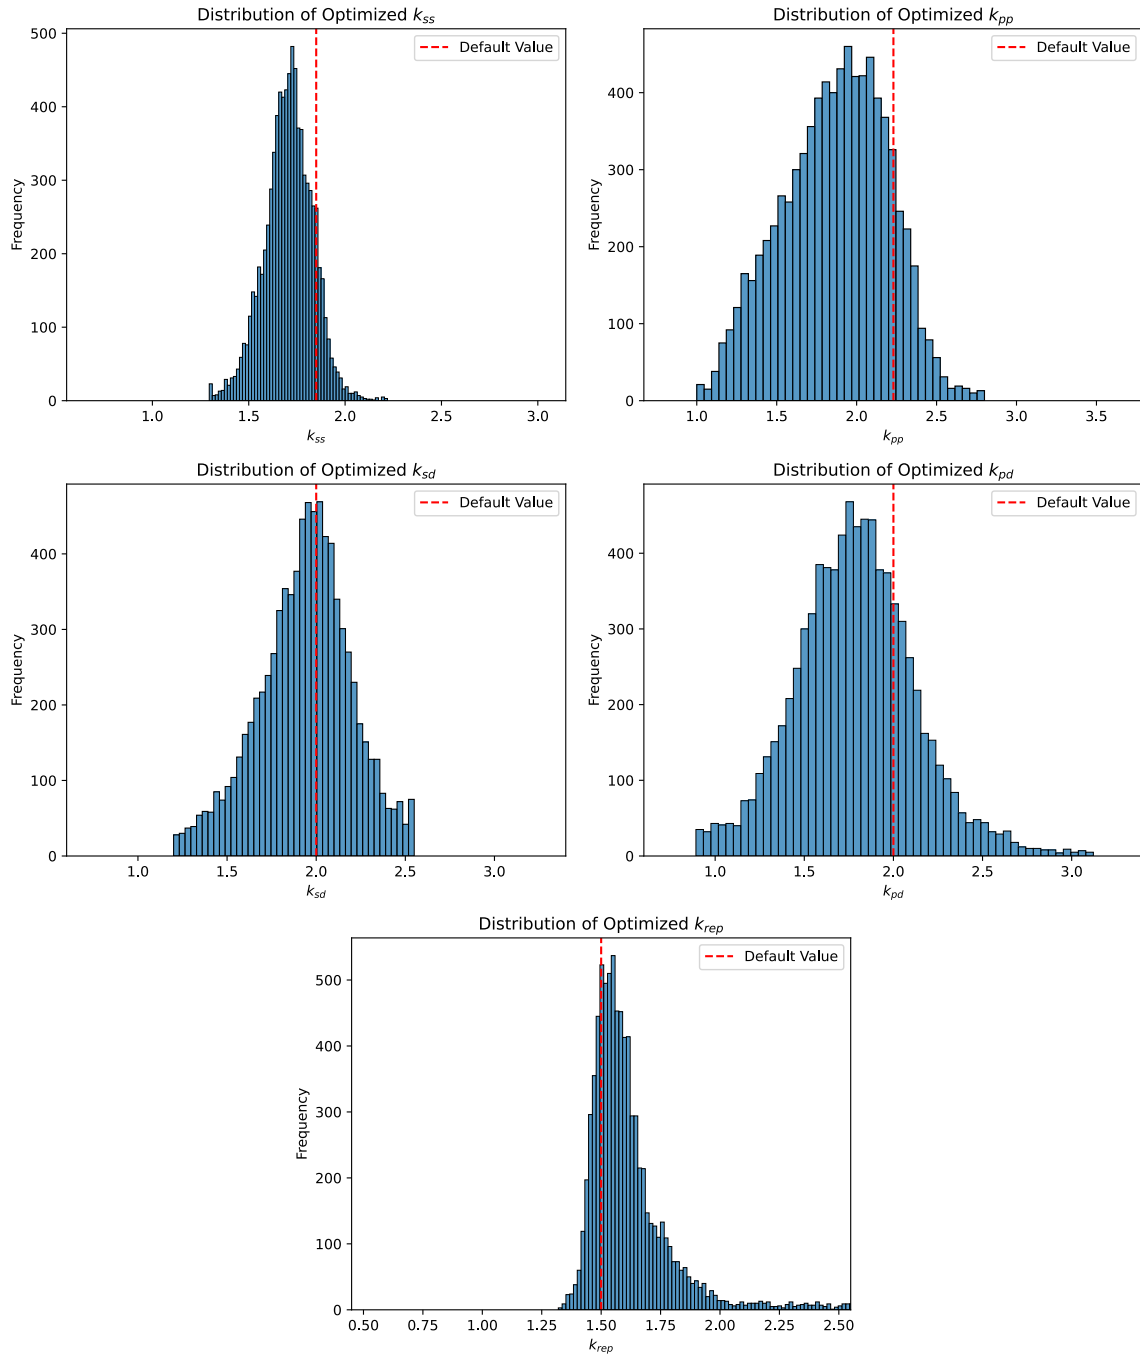 Distribution of Optimized k_ss
Default Value
Frequency
500
400
300
200
100
0
1.0 1.5 2.0 2.5 3.0
k_ss
Distribution of Optimized k_pp
Default Value
Frequency
400
300
200
100
0
1.0 1.5 2.0 2.5 3.0 3.5
k_pp
Distribution of Optimized k_sd
Default Value
Frequency
400
300
200
100
0
1.0 1.5 2.0 2.5 3.0
k_sd
Distribution of Optimized k_pd
Default Value
Frequency
400
300
200
100
0
1.0 1.5 2.0 2.5 3.0
k_pd
Distribution of Optimized k_rep
Default Value
Frequency
500
400
300
200
100
0
0.50 0.75 1.00 1.25 1.50 1.75 2.00 2.25 2.50
k_rep